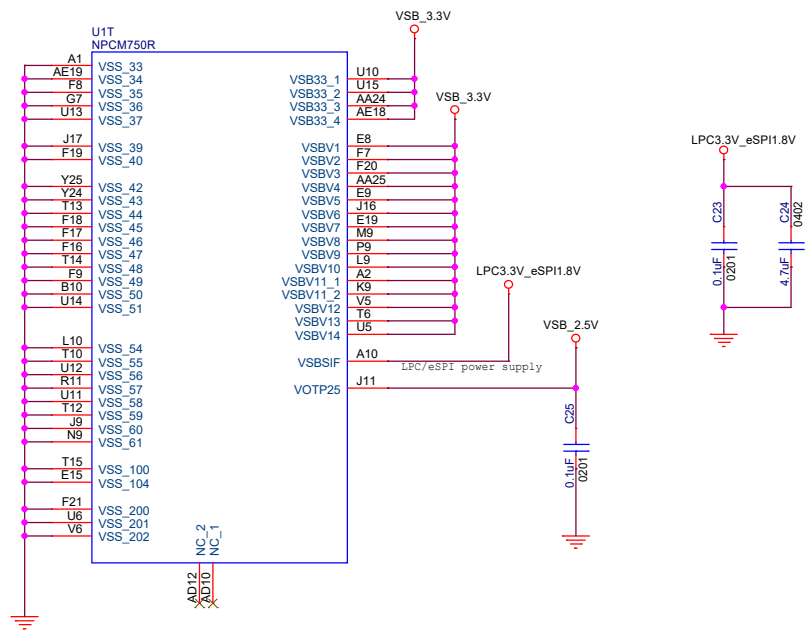 U1T
NPCM750R
VSB_3.3V
A1 VSS_33
AE19 VSS_34
F8 VSS_35
G7 VSS_36
U13 VSS_37
J17 VSS_39
F19 VSS_40
Y25 VSS_42
Y24 VSS_43
T13 VSS_44
F18 VSS_45
F17 VSS_46
F16 VSS_47
T14 VSS_48
F9 VSS_49
B10 VSS_50
U14 VSS_51
L10 VSS_54
T10 VSS_55
U12 VSS_56
R11 VSS_57
U11 VSS_58
T12 VSS_59
J9 VSS_60
N9 VSS_61
T15 VSS_100
E15 VSS_104
F21 VSS_200
U6 VSS_201
V6 VSS_202
VSB33_1 U10
VSB33_2 U15
VSB33_3 AA24
VSB33_4 AE18
VSB_3.3V
VSBV1 E8
VSBV2 F7
VSBV3 F20
VSBV4 AA25
VSBV5 E9
VSBV6 J16
VSBV7 E19
VSBV8 M9
VSBV9 P9
VSBV10 L9
VSBV11_1 A2
VSBV11_2 K9
VSBV12 V5
VSBV13 T6
VSBV14 U5
VSBSIF A10
LPC/eSPI power supply
VOTP25 J11
NC_2 AD12
NC_1 AD10
LPC3.3V_eSPI1.8V
VSB_2.5V
C25
0.1uF
0201
LPC3.3V_eSPI1.8V
C23
0.1uF
0201
C24
0402
4.7uF